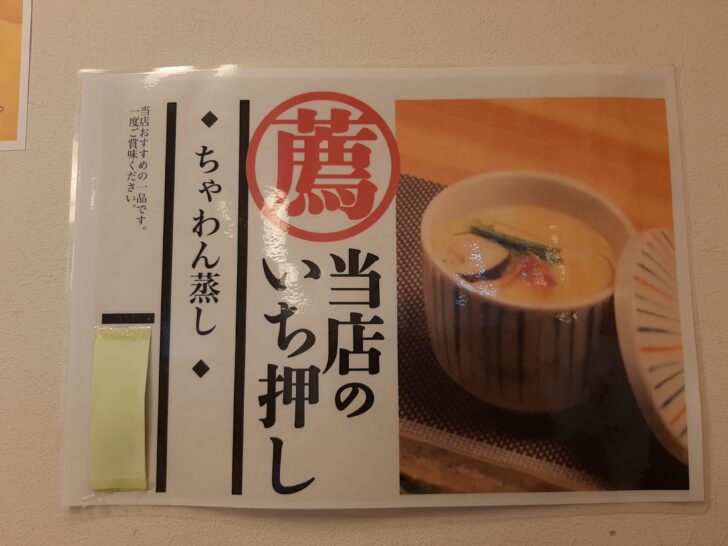 薦
当店の
いち押し
◆ちゃわん蒸し◆
当店おすすめの一品です。
一度ご賞味ください。